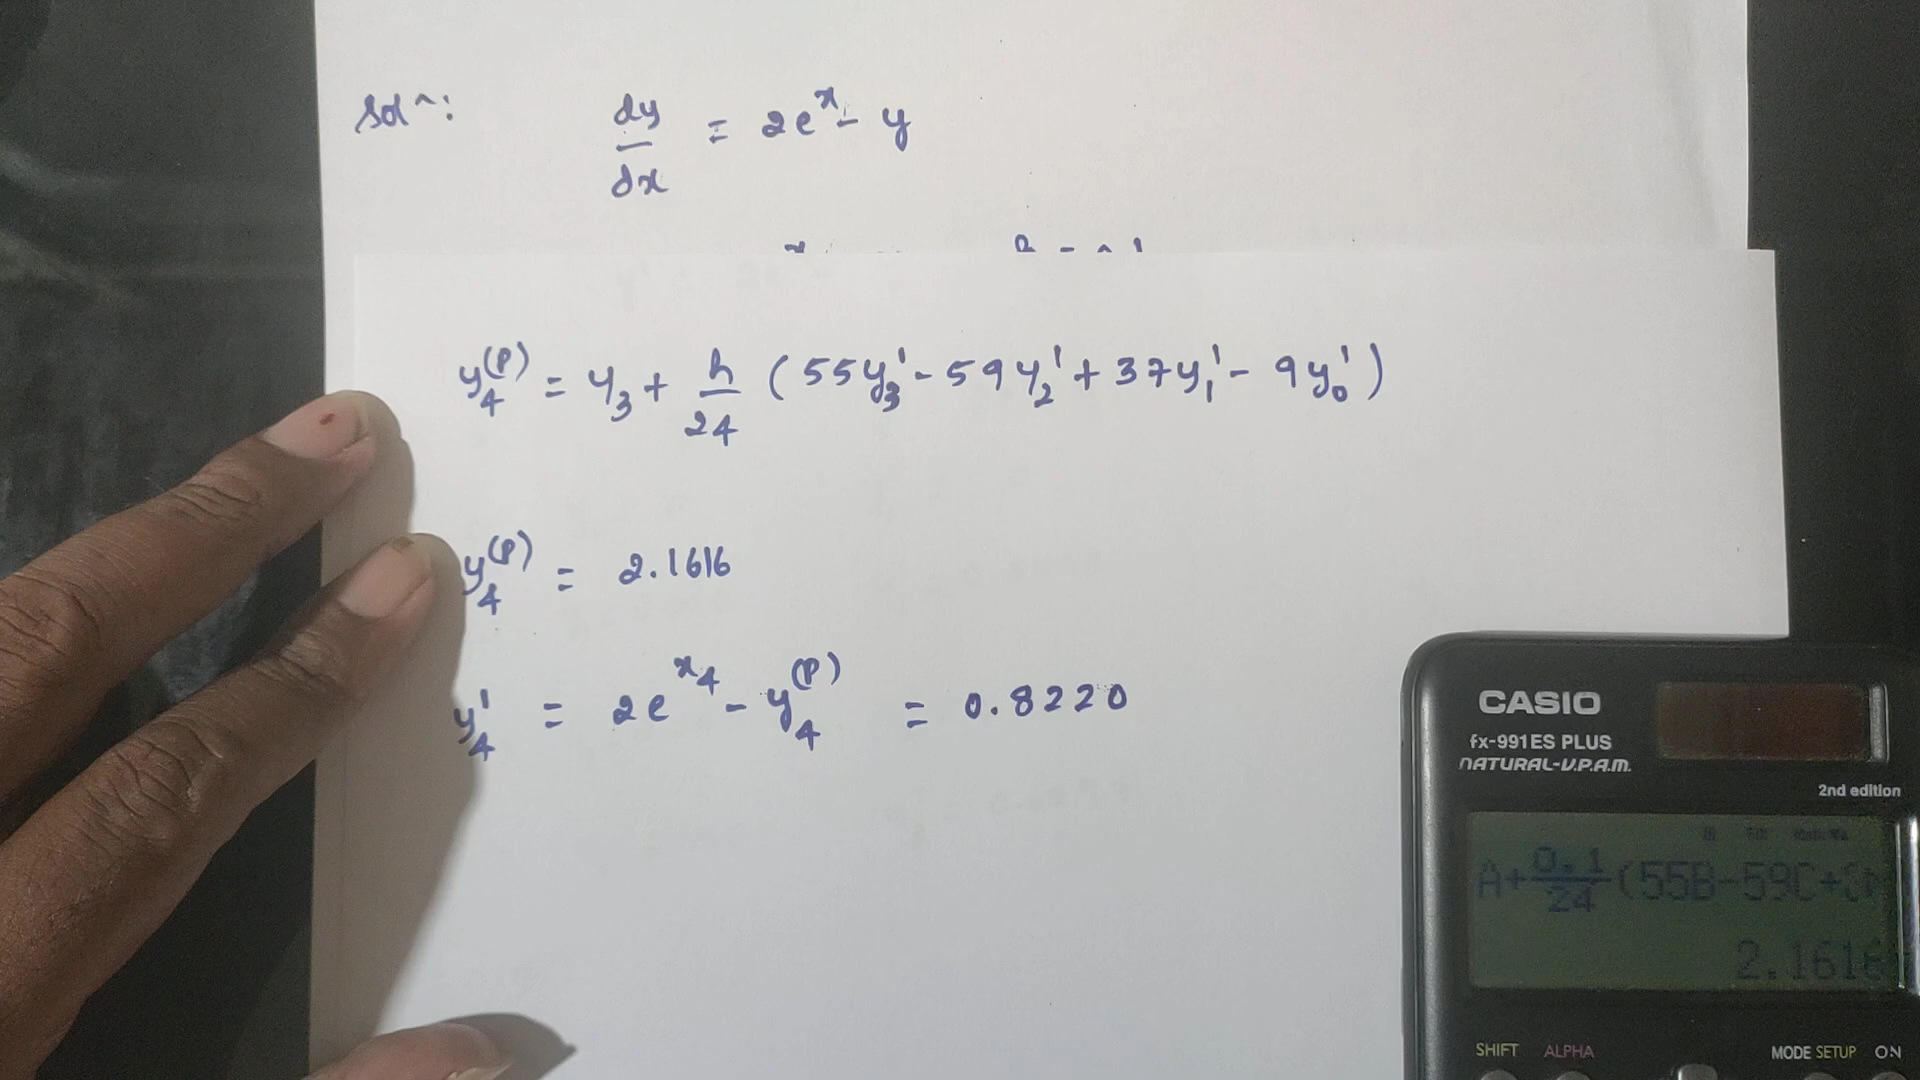 Solⁿ: dy/dx = 2eˣ - y
y₄⁽ᵖ⁾ = y₃ + h/24 (55y₃' - 59y₂' + 37y₁' - 9y₀')
y₄⁽ᵖ⁾ = 2.1616
y₄' = 2e^x₄ - y₄⁽ᵖ⁾ = 0.8220
CASIO
fx-991ES PLUS
NATURAL-V.P.A.M.
2nd edition
A+0.1/24(55B-59C+3
2.1616
SHIFT ALPHA MODE SETUP ON